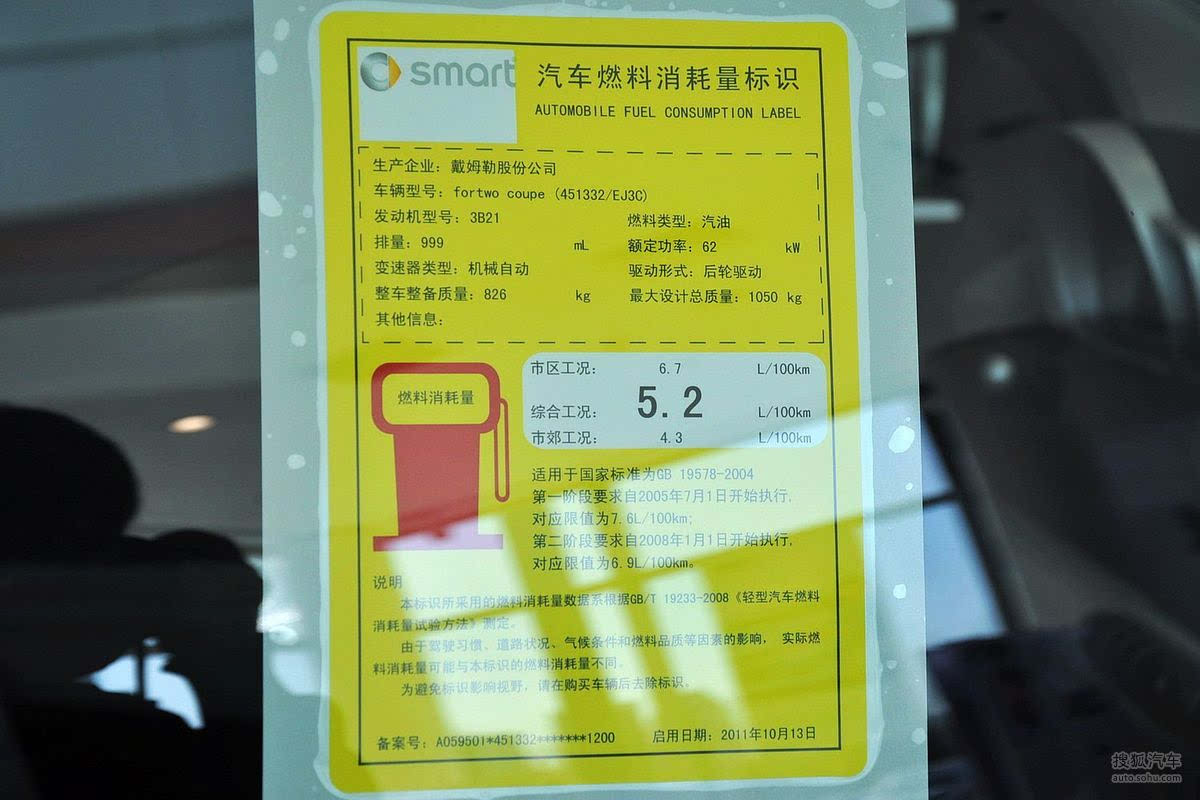 smart
汽车燃料消耗量标识
AUTOMOBILE FUEL CONSUMPTION LABEL
生产企业：戴姆勒股份公司
车辆型号：fortwo coupe (451332/EJ3C)
发动机型号：3B21 燃料类型：汽油
排量：999 mL 额定功率：62 kW
变速器类型：机械自动 驱动形式：后轮驱动
整车整备质量：826 kg 最大设计总质量：1050 kg
其他信息：
燃料消耗量
市区工况： 6.7 L/100km
综合工况： 5.2 L/100km
市郊工况： 4.3 L/100km
适用于国家标准为GB 19578-2004
第一阶段要求自2005年7月1日开始执行,
对应限值为7.6L/100km;
第二阶段要求自2008年1月1日开始执行,
对应限值为6.9L/100km。
说明
本标识所采用的燃料消耗量数据系根据GB/T 19233-2008《轻型汽车燃料
消耗量试验方法》测定。
由于驾驶习惯、道路状况、气候条件和燃料品质等因素的影响， 实际燃
料消耗量可能与本标识的燃料消耗量不同。
为避免标识影响视野，请在购买车辆后去除标识。
备案号：A059501*451332*******1200 启用日期：2011年10月13日
搜狐汽车
auto.sohu.com